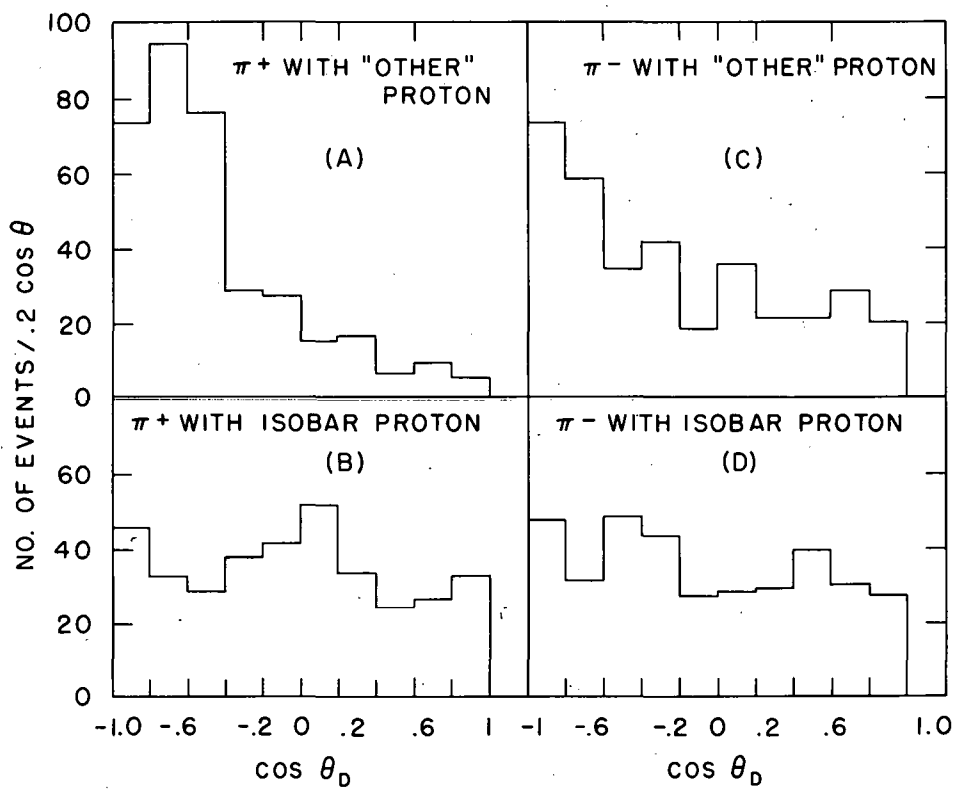 100
80
60
40
20
0
60
40
20
0
NO. OF EVENTS / .2 COS θ
π+ WITH "OTHER"
PROTON
(A)
π- WITH "OTHER" PROTON
(C)
π+ WITH ISOBAR PROTON
(B)
π- WITH ISOBAR PROTON
(D)
-1.0 -.6 -.2 0 .2 .6 1
-1 -.6 -.2 0 .2 .6 1.0
COS θD
COS θD